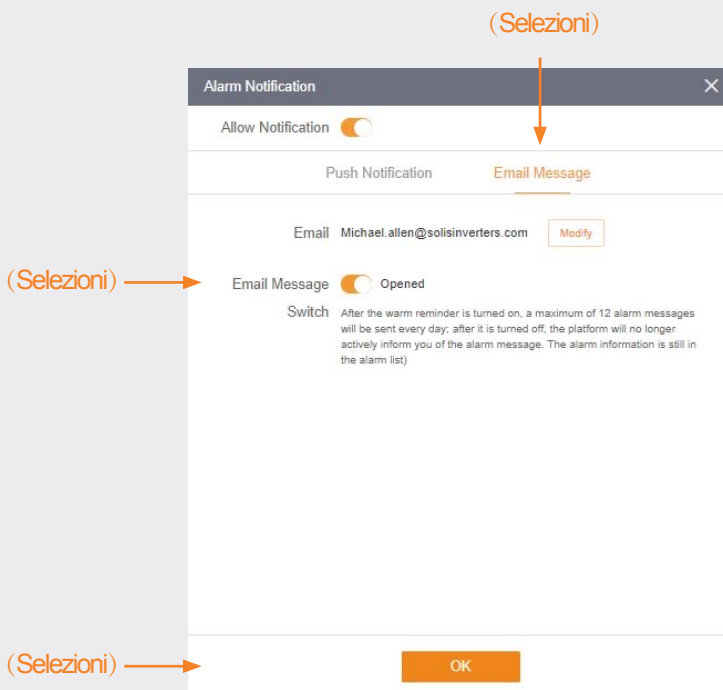 （Selezioni）
Alarm Notification
Allow Notification
Push Notification Email Message
Email Michael.allen@solisinverters.com Modify
（Selezioni）
Email Message Opened
Switch After the warm reminder is turned on, a maximum of 12 alarm messages
will be sent every day; after it is turned off, the platform will no longer
actively inform you of the alarm message. The alarm information is still in
the alarm list)
（Selezioni）
OK